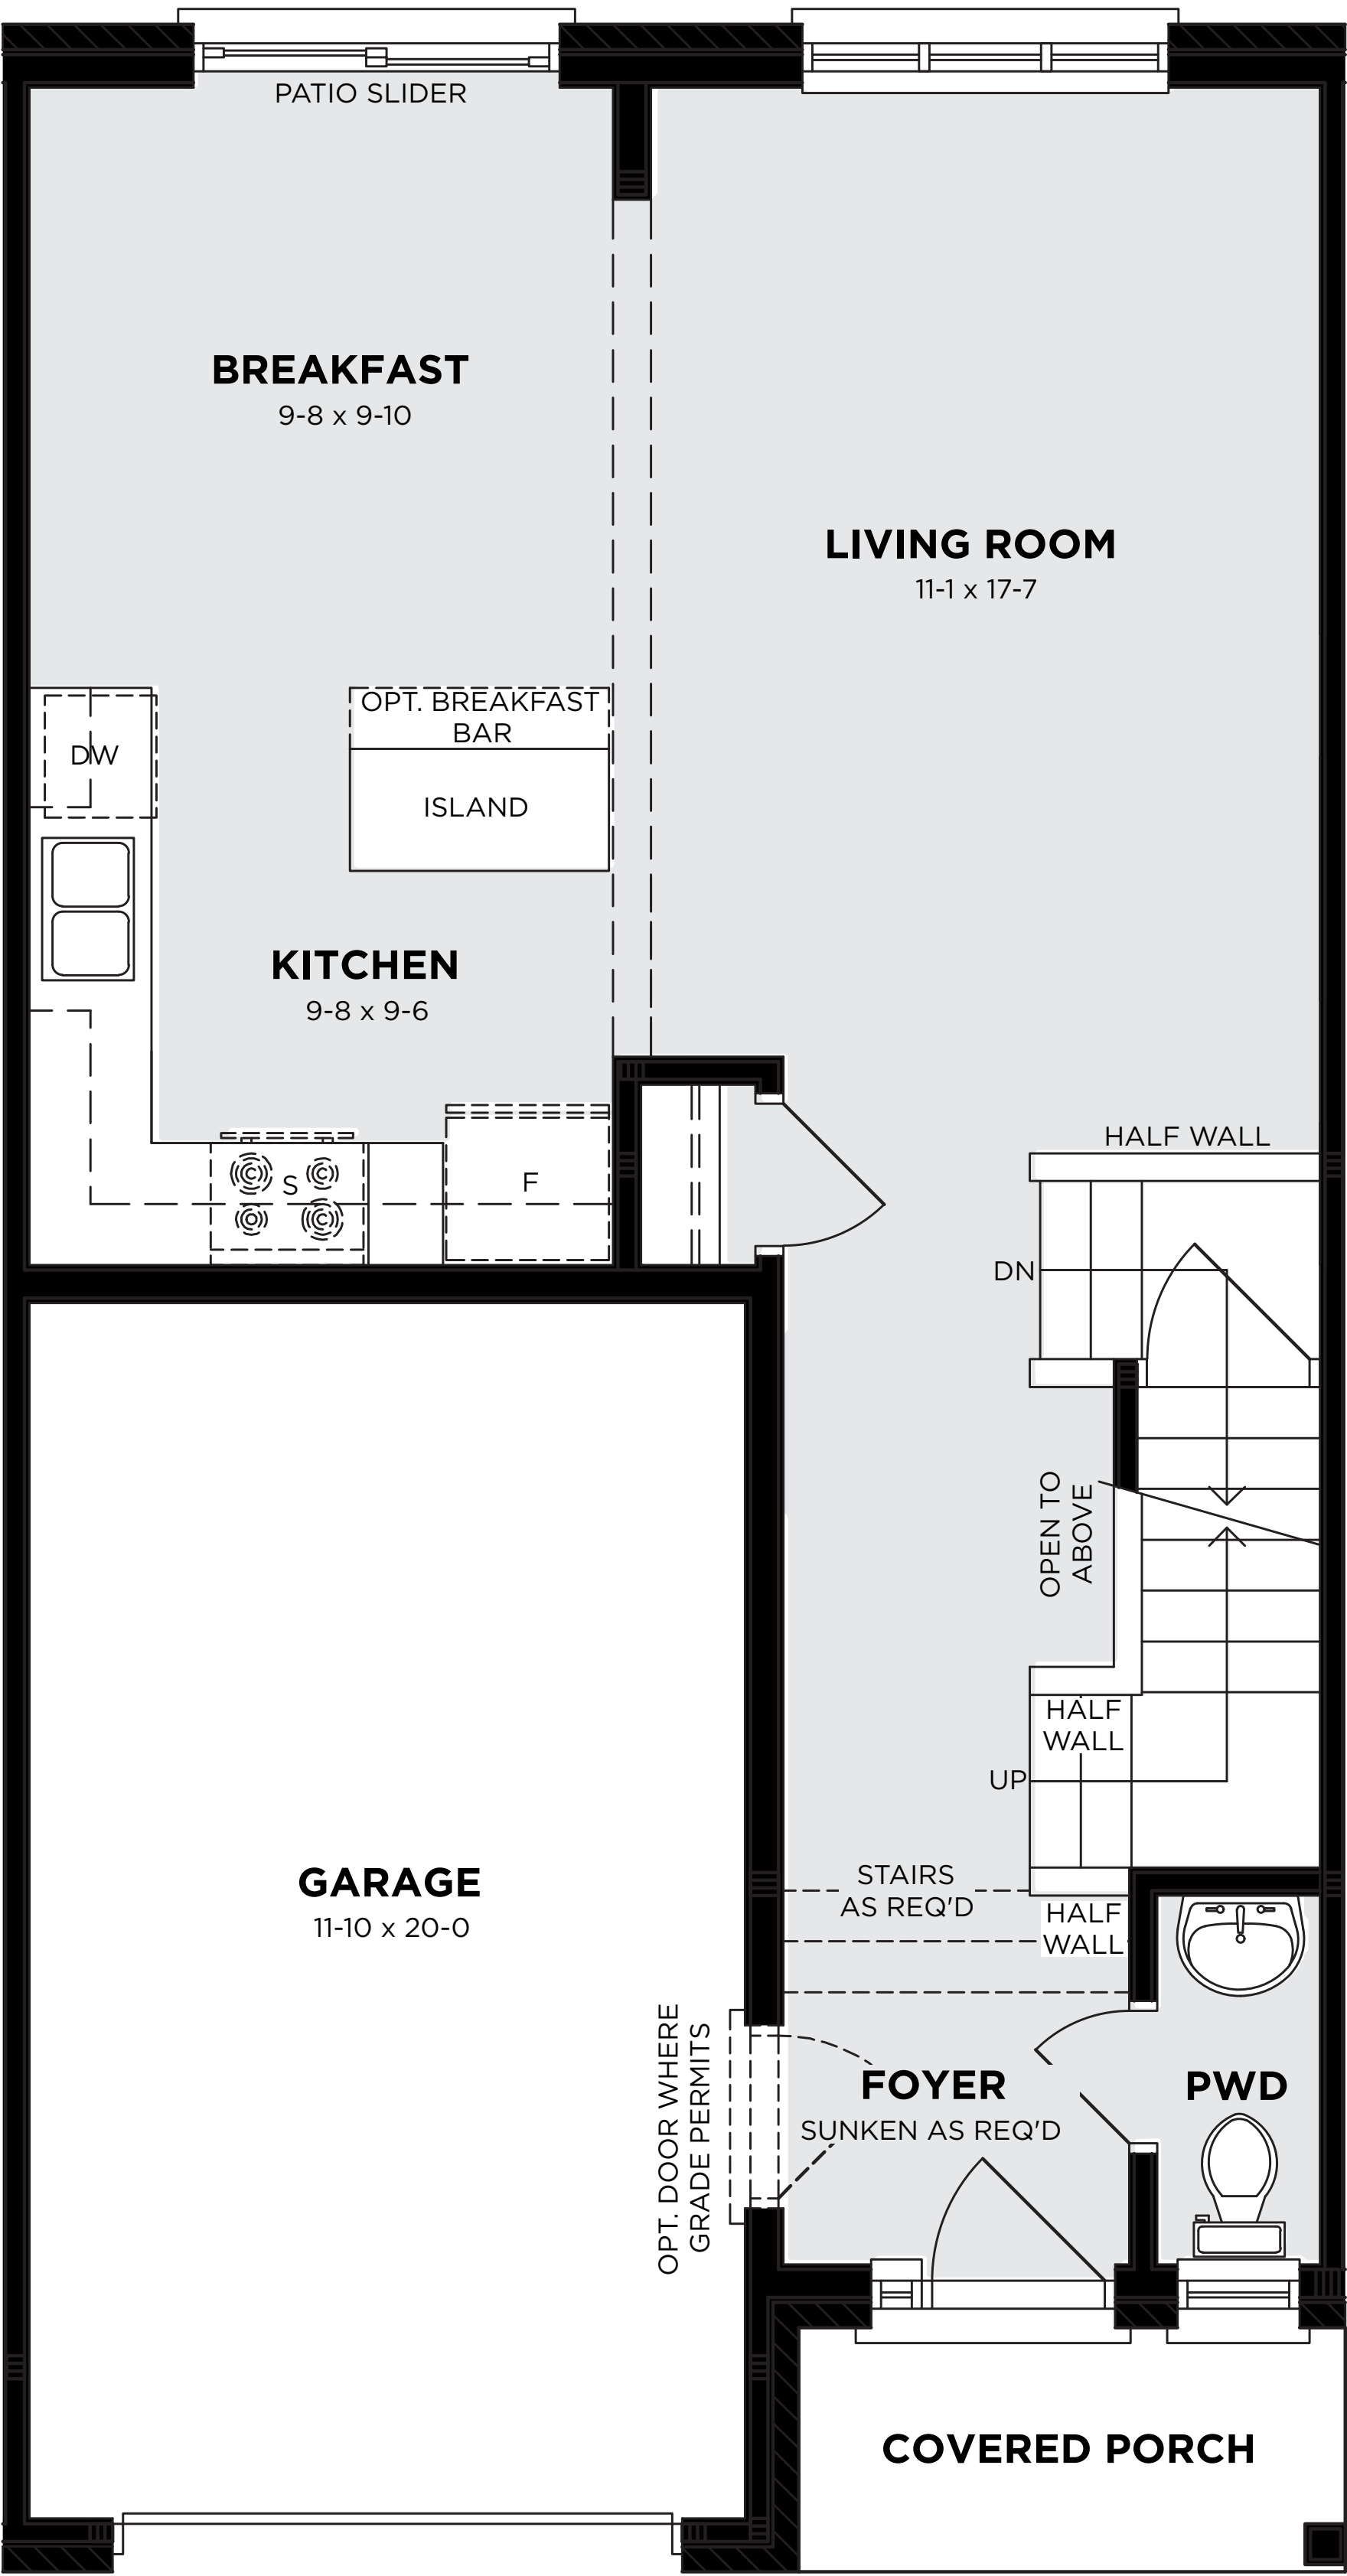 PATIO SLIDER
BREAKFAST
9-8 x 9-10
LIVING ROOM
11-1 x 17-7
OPT. BREAKFAST
BAR
DW
ISLAND
KITCHEN
9-8 x 9-6
HALF WALL
S
F
DN
OPEN TO
ABOVE
HALF
WALL
UP
GARAGE
11-10 x 20-0
STAIRS
AS REQ'D
HALF
WALL
OPT. DOOR WHERE
GRADE PERMITS
FOYER
SUNKEN AS REQ'D
PWD
COVERED PORCH